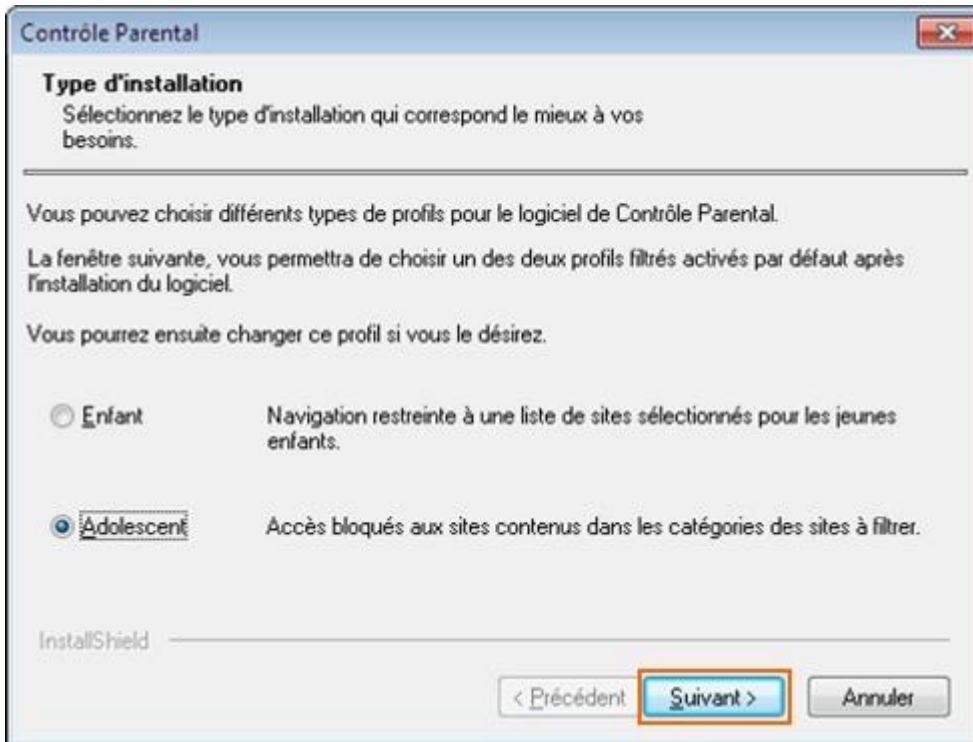 Contrôle Parental
Type d'installation
Sélectionnez le type d'installation qui correspond le mieux à vos
besoins.
Vous pouvez choisir différents types de profils pour le logiciel de Contrôle Parental.
La fenêtre suivante, vous permettra de choisir un des deux profils filtrés activés par défaut après
l'installation du logiciel.
Vous pourrez ensuite changer ce profil si vous le désirez.
Enfant Navigation restreinte à une liste de sites sélectionnés pour les jeunes
enfants.
Adolescent Accès bloqués aux sites contenus dans les catégories des sites à filtrer.
InstallShield
< Précédent Suivant > Annuler